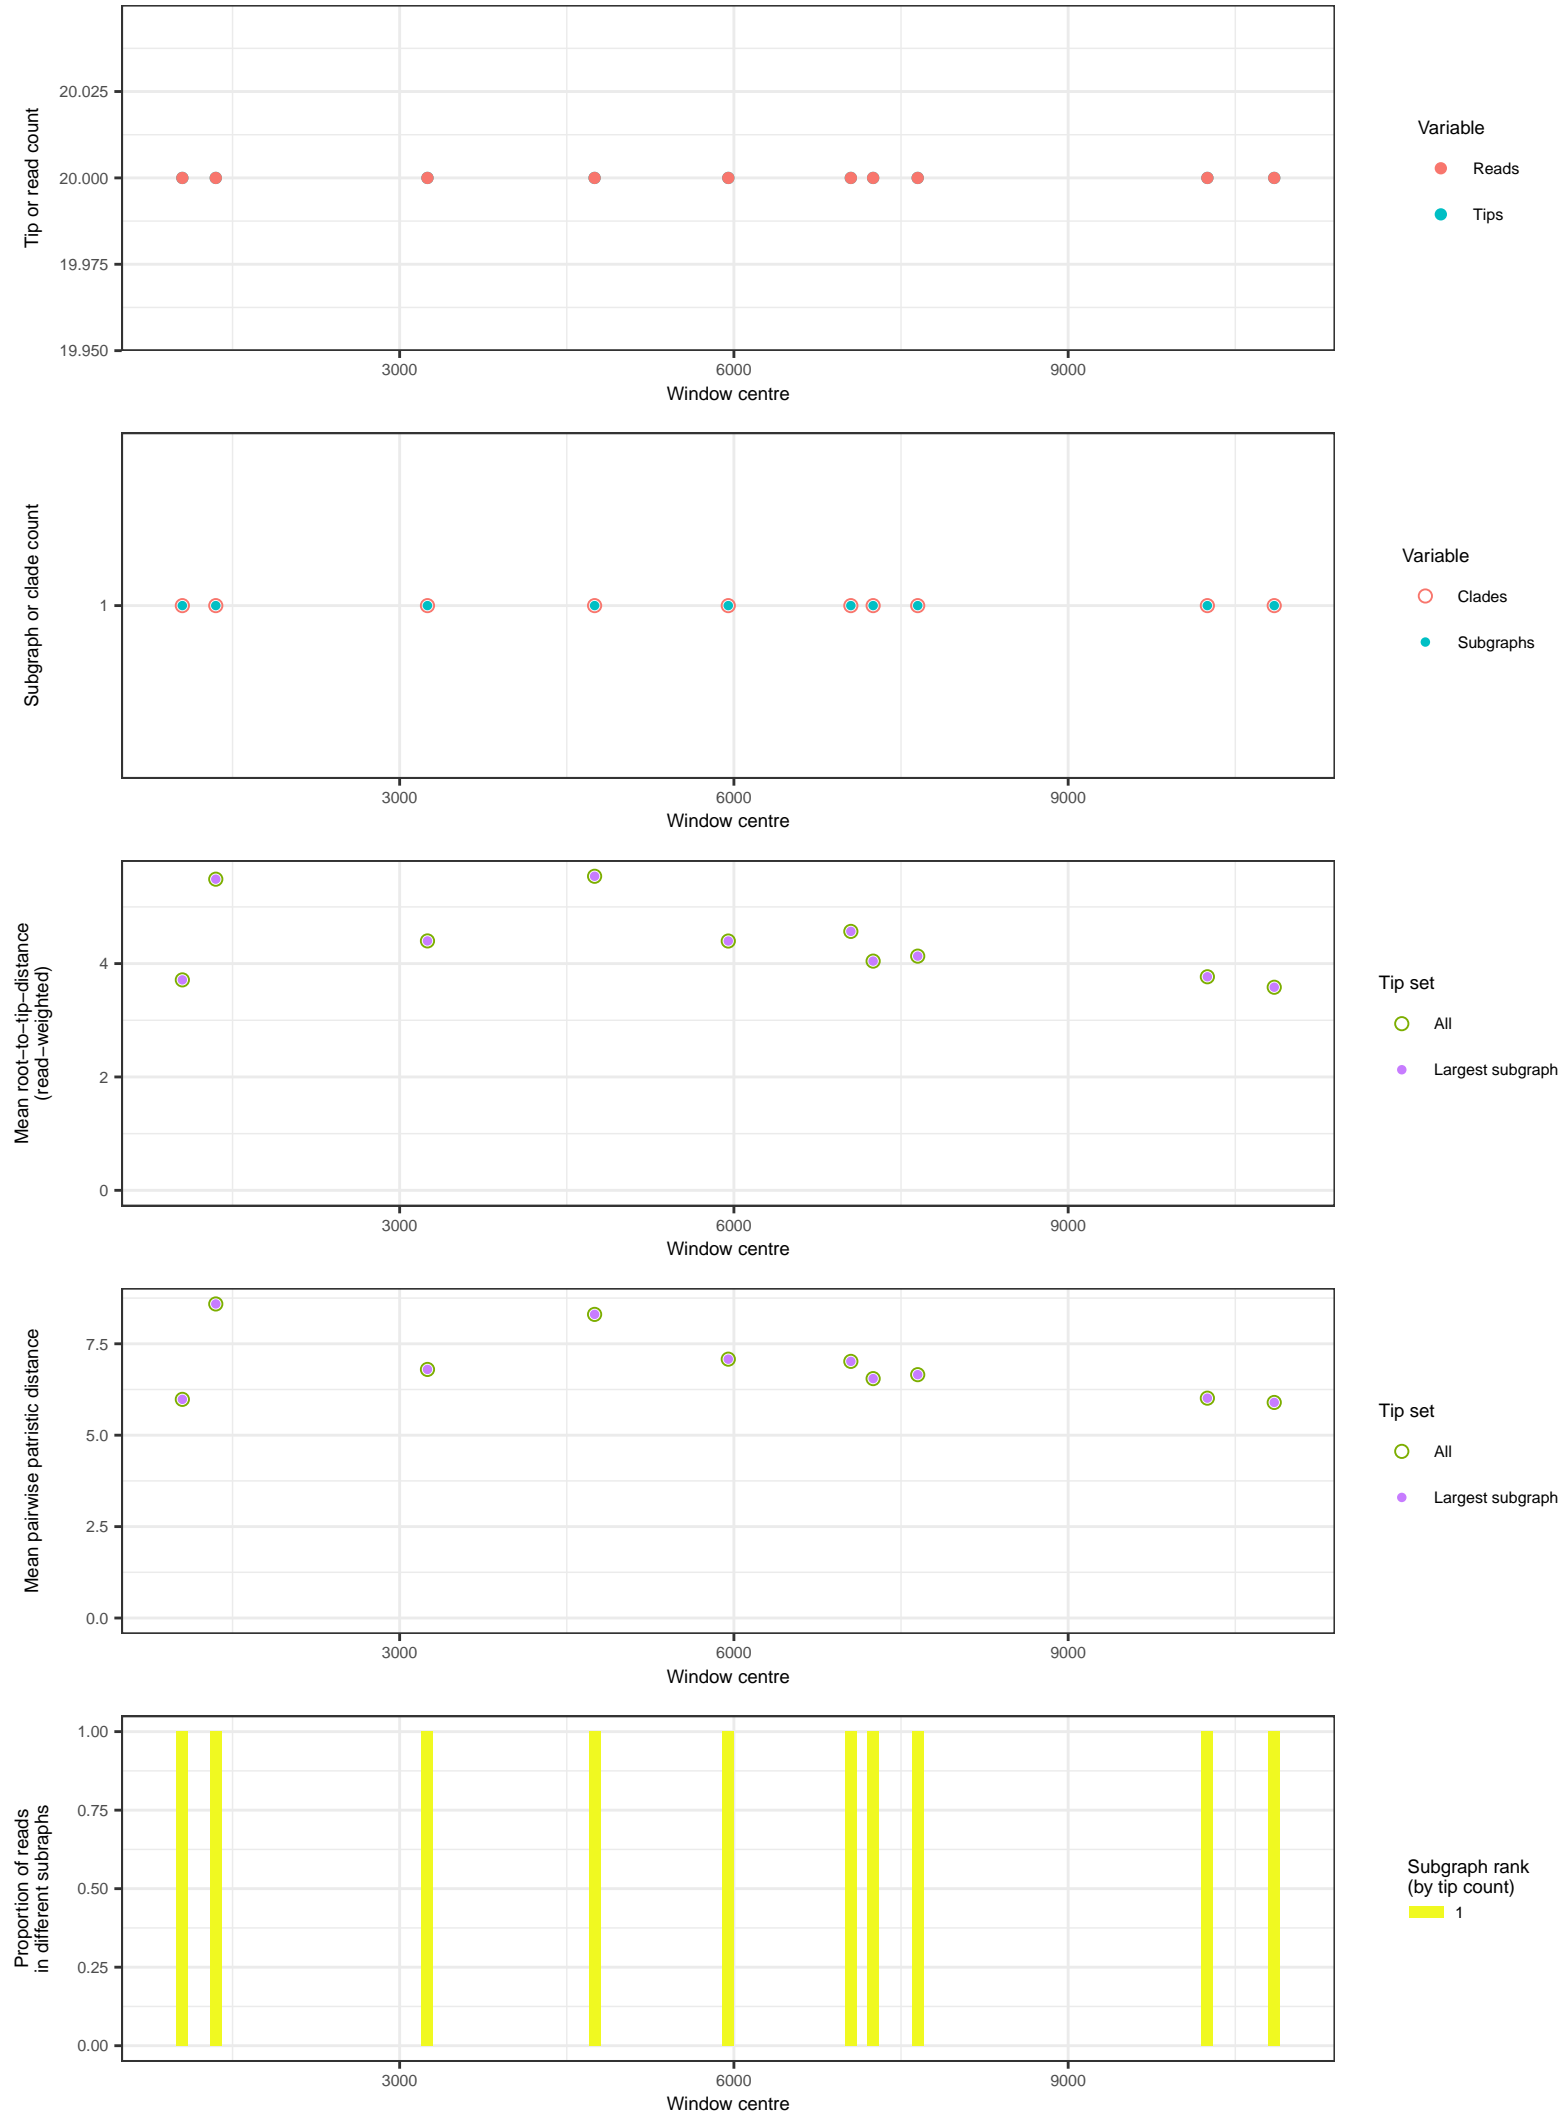 Tip or read count
20.025
20.000
19.975
19.950
3000 6000 9000
Window centre
Variable
Reads
Tips
Subgraph or clade count
1
3000 6000 9000
Window centre
Variable
Clades
Subgraphs
Mean root−to−tip−distance
(read−weighted)
4
2
0
3000 6000 9000
Window centre
Tip set
All
Largest subgraph
Mean pairwise patristic distance
7.5
5.0
2.5
0.0
3000 6000 9000
Window centre
Tip set
All
Largest subgraph
Proportion of reads
in different subraphs
1.00
0.75
0.50
0.25
0.00
3000 6000 9000
Window centre
Subgraph rank
(by tip count)
1